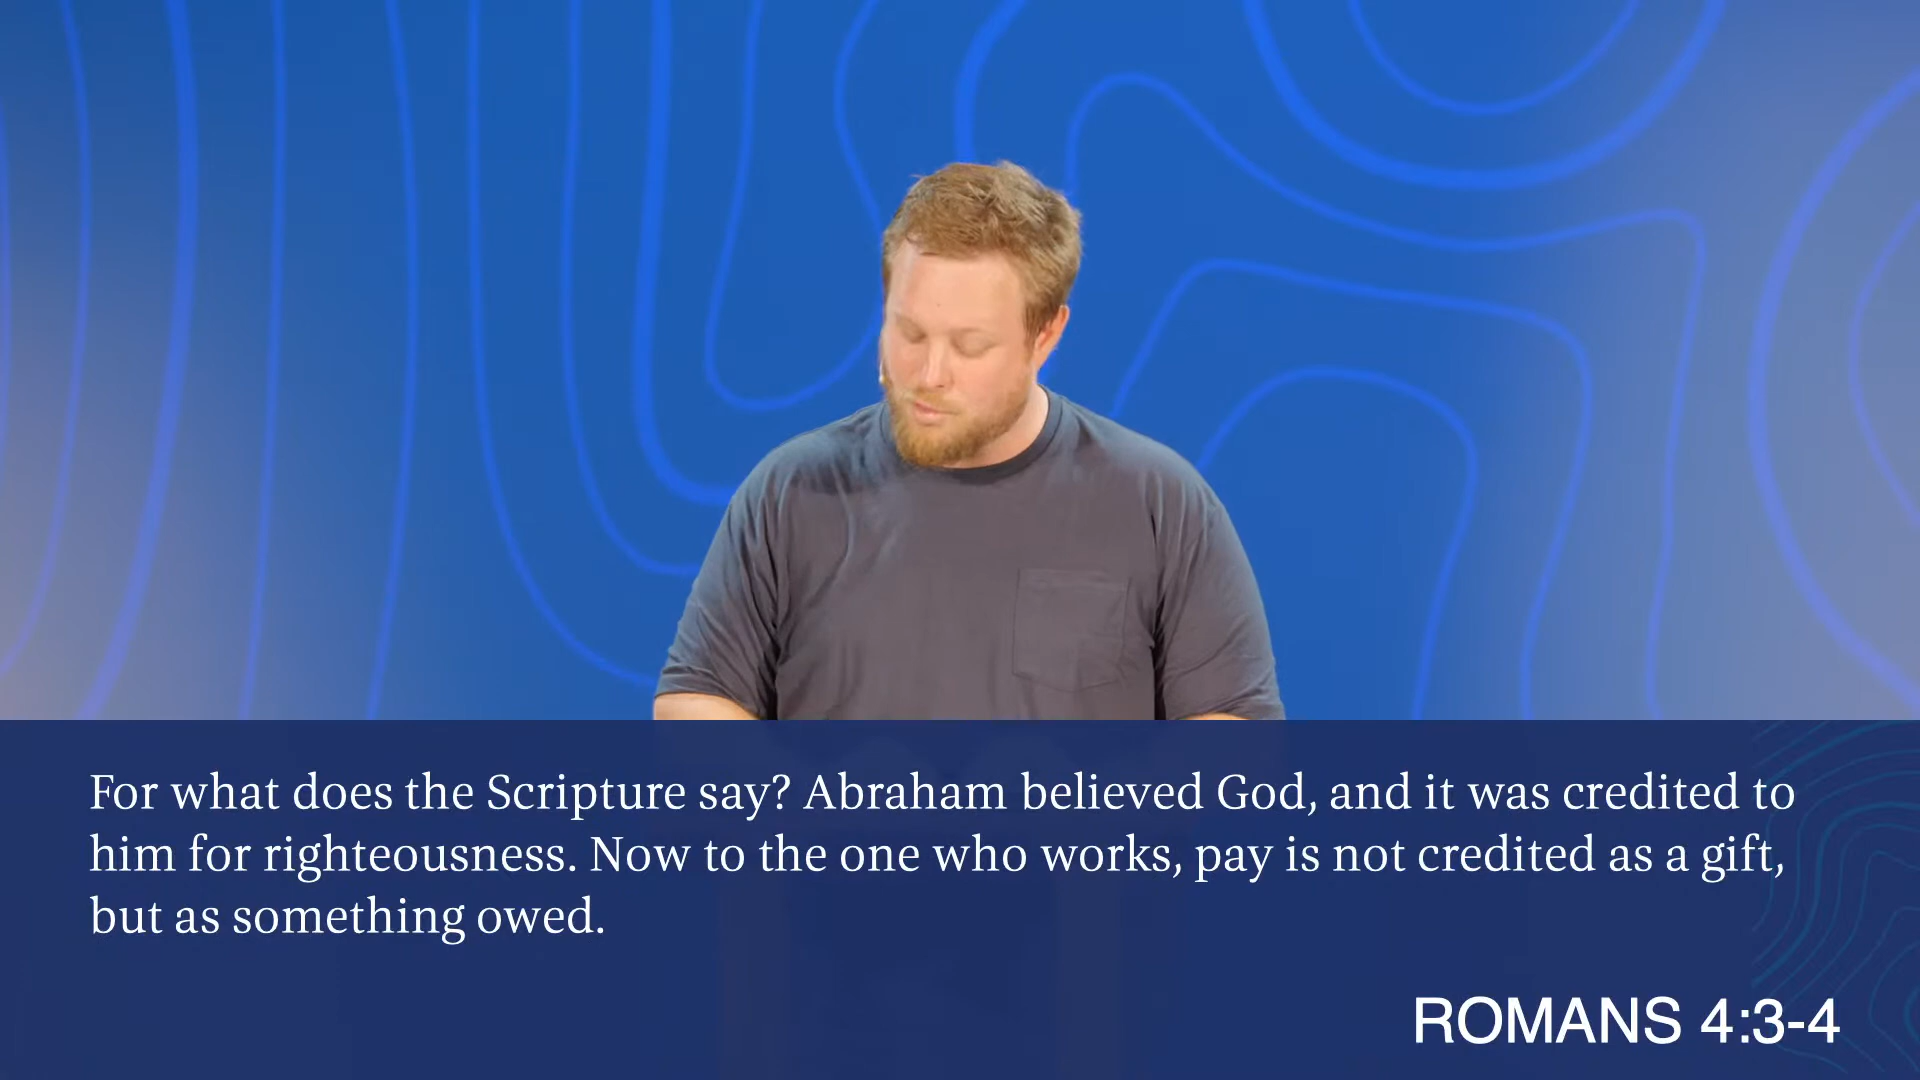 For what does the Scripture say? Abraham believed God, and it was credited to
him for righteousness. Now to the one who works, pay is not credited as a gift,
but as something owed.
ROMANS 4:3-4